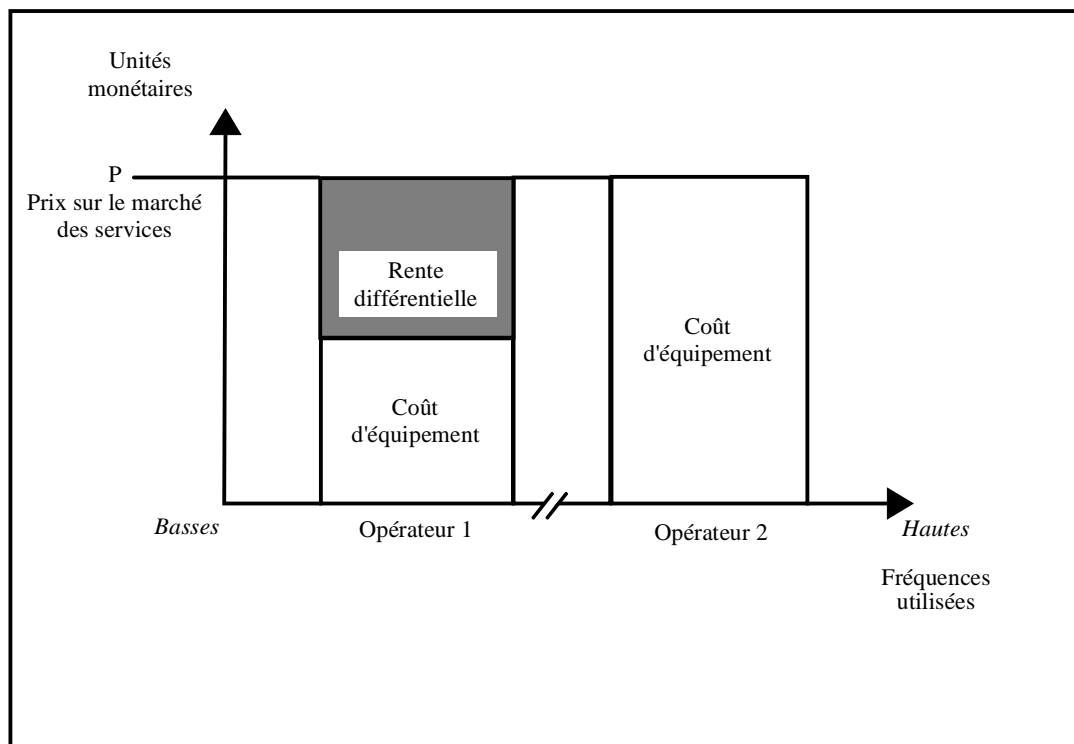 Unités
monétaires
P
Prix sur le marché
des services
Rente
différentielle
Coût
d'équipement
Coût
d'équipement
Basses
Opérateur 1
Opérateur 2
Hautes
Fréquences
utilisées